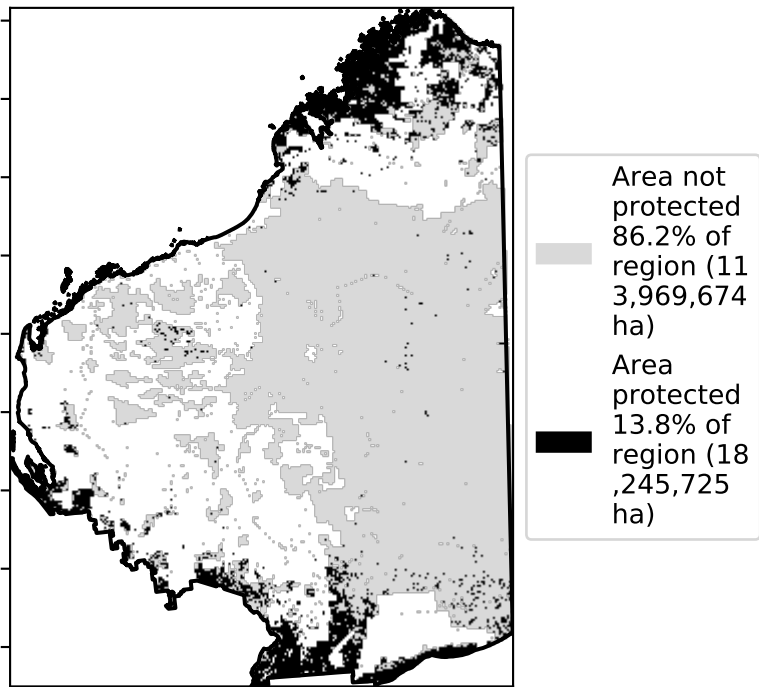 Area not
protected
86.2% of
region (11
3,969,674
ha)
Area
protected
13.8% of
region (18
,245,725
ha)